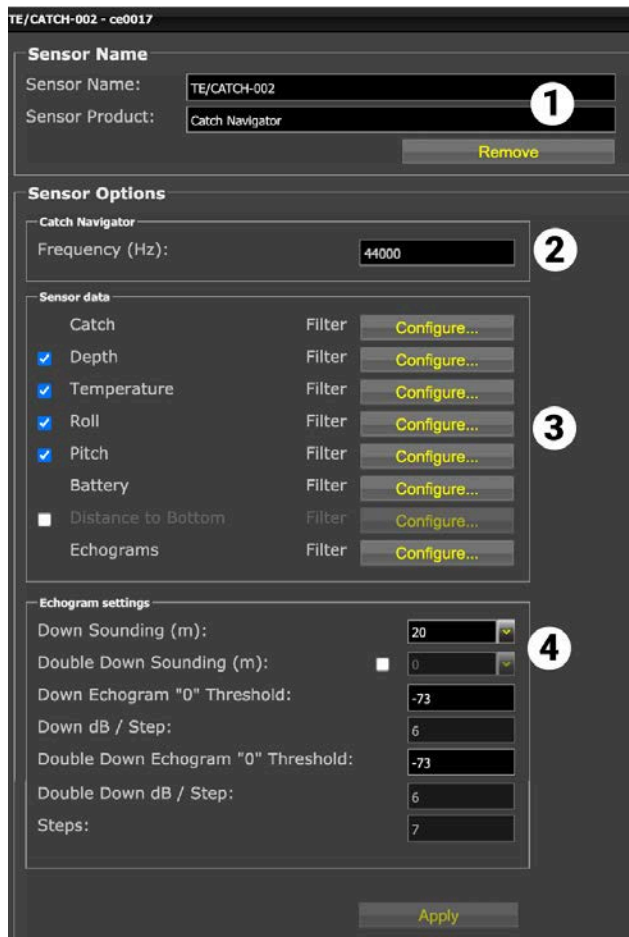 TE/CATCH-002 - ce0017
Sensor Name
Sensor Name: TE/CATCH-002
1
Sensor Product: Catch Navigator
Remove
Sensor Options
Catch Navigator
Frequency (Hz): 44000
2
Sensor data
Catch Filter Configure...
Depth Filter Configure...
Temperature Filter Configure...
Roll Filter Configure...
3
Pitch Filter Configure...
Battery Filter Configure...
Distance to Bottom Filter Configure...
Echograms Filter Configure...
Echogram settings
Down Sounding (m): 20
4
Double Down Sounding (m): 0
Down Echogram "0" Threshold: -73
Down dB / Step: 6
Double Down Echogram "0" Threshold: -73
Double Down dB / Step: 6
Steps: 7
Apply